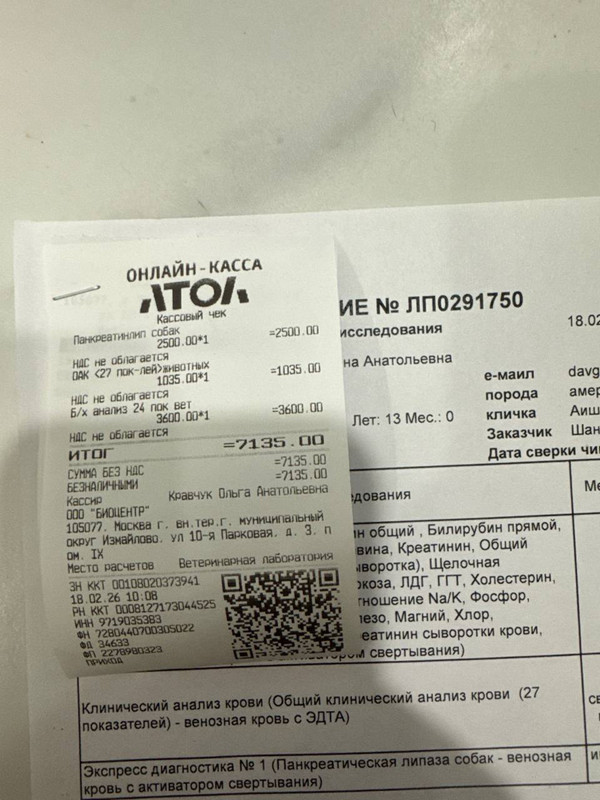 ОНЛАЙН-КАССА
АТОЛ
Кассовый чек
Панкреатинлип собак
2500.00*1 =2500.00
НДС не облагается
ОАК <27 пок-лей>животных
1035.00*1 =1035.00
НДС не облагается
Б/х анализ 24 пок вет
3600.00*1 =3600.00
НДС не облагается
ИТОГ =7135.00
СУММА БЕЗ НДС =7135.00
БЕЗНАЛИЧНЫМИ =7135.00
Кассир Кравчук Ольга Анатольевна
ООО "БИОЦЕНТР"
105077, Москва г. вн.тер.г. муниципальный
округ Измайлово, ул 10-я Парковая, д. 3, п
ом. IX
Место расчетов Ветеринарная лаборатория
ЗН ККТ 00108020373941
18.02.26 10:08
РН ККТ 0008127173044525
ИНН 9719035383
ФН 7280440700305022
ФД 34633
ФП 2278980323
ПРИХОД
ИЕ № ЛП0291750
исследования 18.02
на Анатольевна
е-маил davg
порода амер
Лет: 13 Мес.: 0 кличка Аиш
Заказчик Шан
Дата сверки чи
едования Ме
ин общий , Билирубин прямой,
вина, Креатинин, Общий
ыворотка), Щелочная
юкоза, ЛДГ, ГГТ, Холестерин,
тношение Na/K, Фосфор,
лезо, Магний, Хлор,
реатинин сыворотки крови,
тиватором свертывания)
Клинический анализ крови (Общий клинический анализ крови (27
показателей) - венозная кровь с ЭДТА)
Экспресс диагностика № 1 (Панкреатическая липаза собак - венозная
кровь с активатором свертывания)